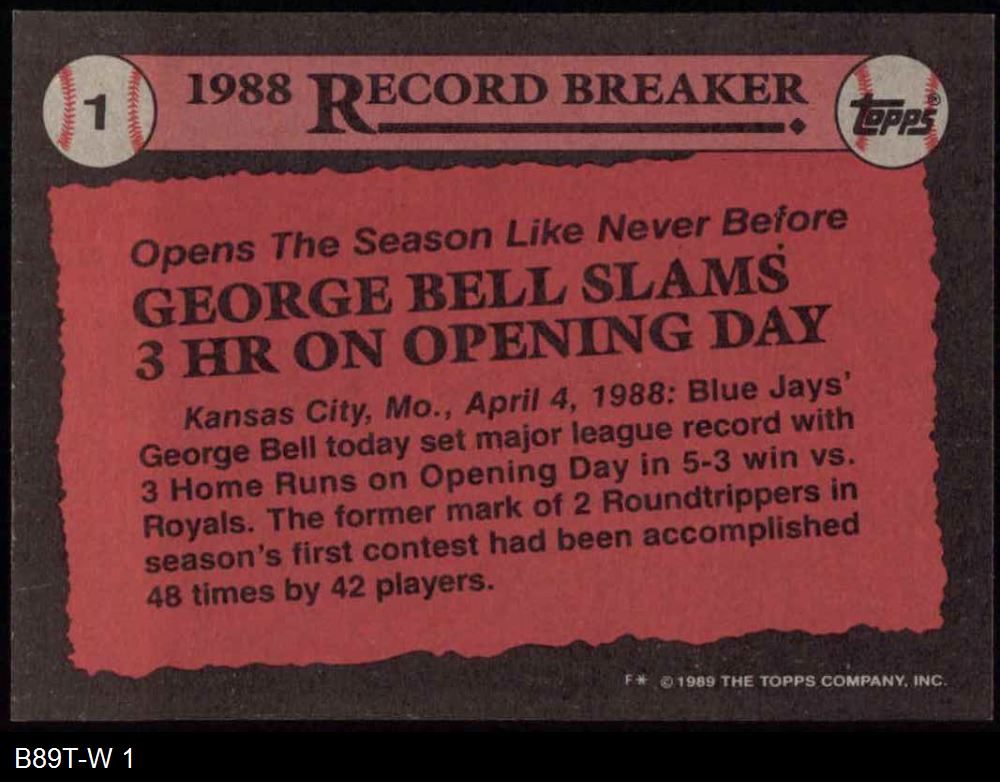 1
1988 RECORD BREAKER
Topps®
Opens The Season Like Never Before
GEORGE BELL SLAMS
3 HR ON OPENING DAY
Kansas City, Mo., April 4, 1988: Blue Jays'
George Bell today set major league record with
3 Home Runs on Opening Day in 5-3 win vs.
Royals. The former mark of 2 Roundtrippers in
season's first contest had been accomplished
48 times by 42 players.
F* © 1989 THE TOPPS COMPANY, INC.
B89T-W 1